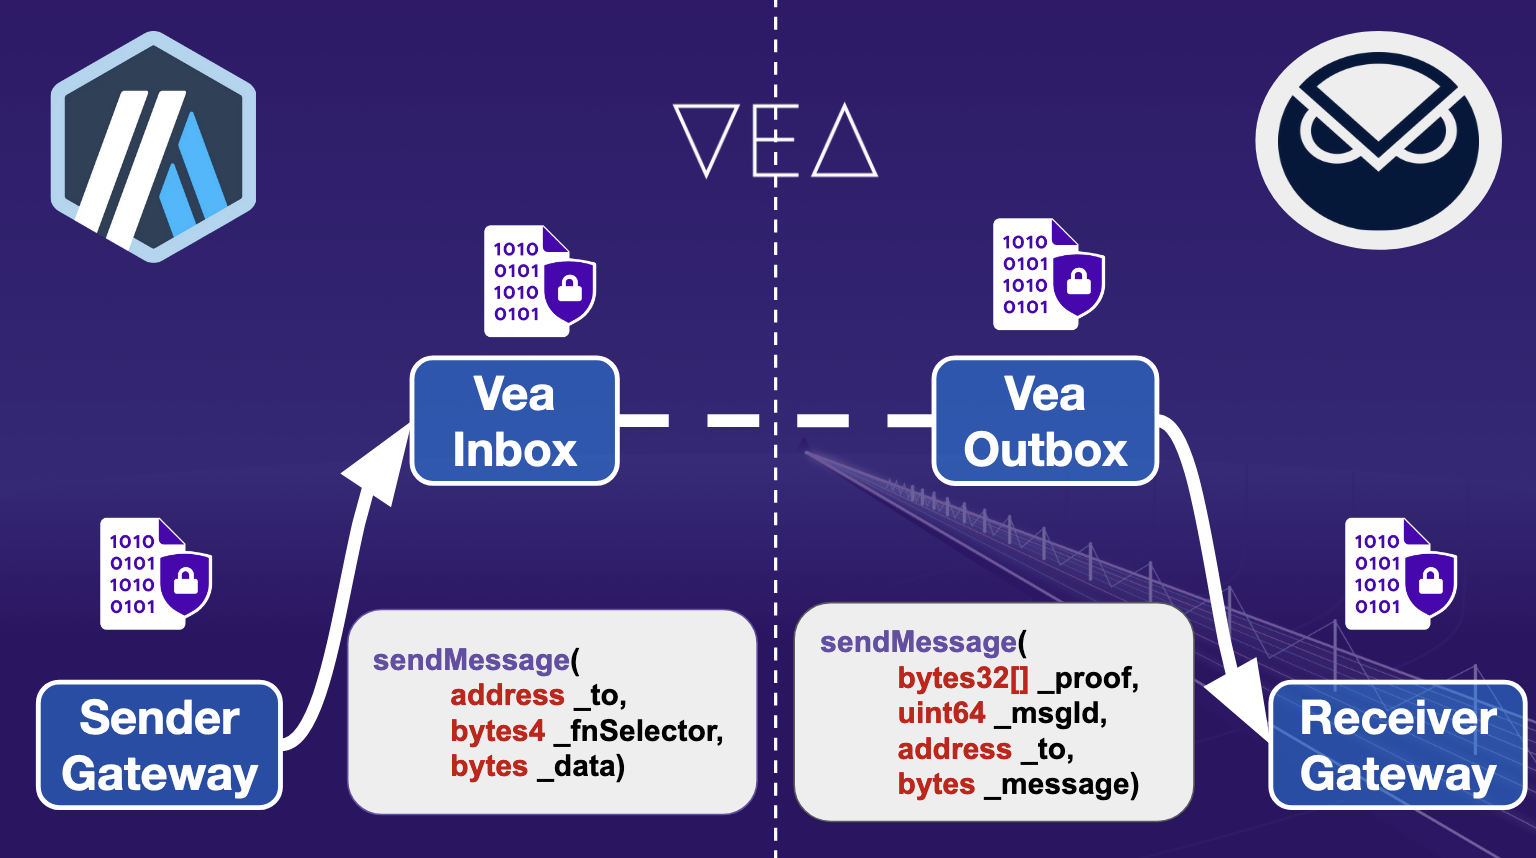 VEA
1010
0101
1010
0101
1010
0101
1010
0101
Vea
Inbox
Vea
Outbox
1010
0101
1010
0101
1010
0101
1010
0101
Sender
Gateway
sendMessage(
address _to,
bytes4 _fnSelector,
bytes _data)
sendMessage(
bytes32[] _proof,
uint64 _msgId,
address _to,
bytes _message)
Receiver
Gateway